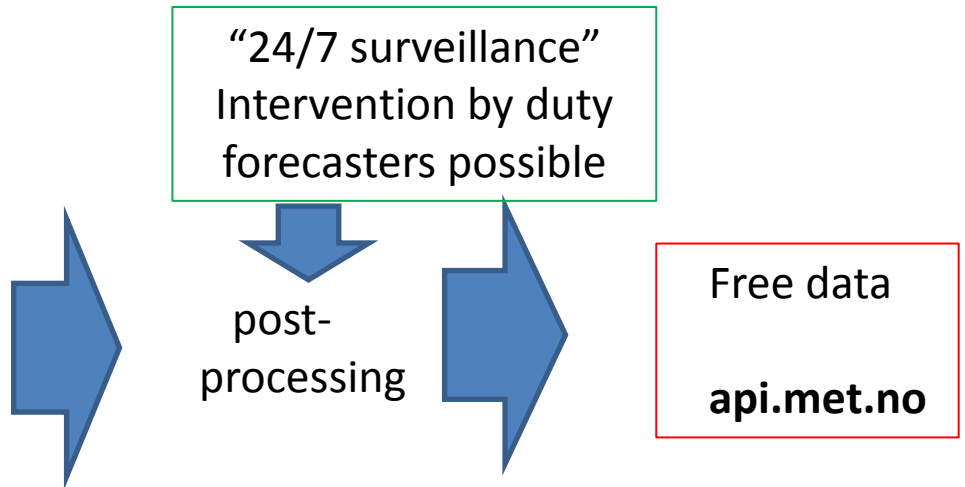 “24/7 surveillance”
Intervention by duty
forecasters possible
post-
processing
Free data
api.met.no